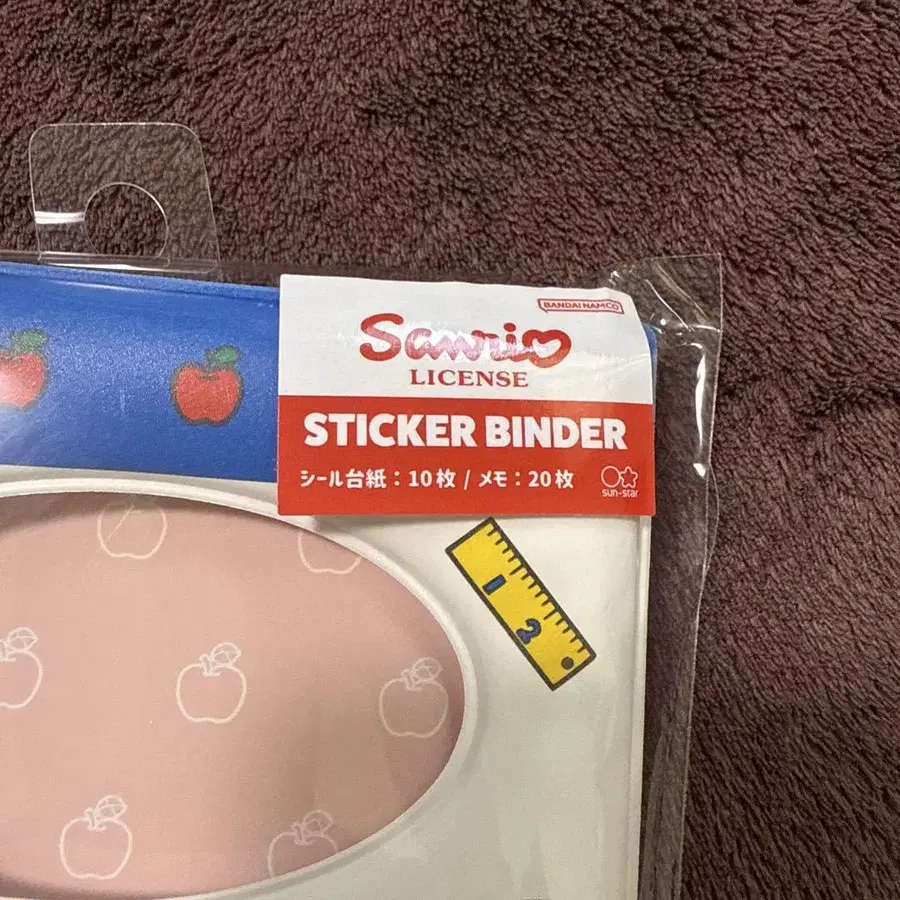 BANDAI NAMCO
Sanrio
LICENSE
STICKER BINDER
シール台紙：10枚 / メモ：20枚
sun-star
1
2